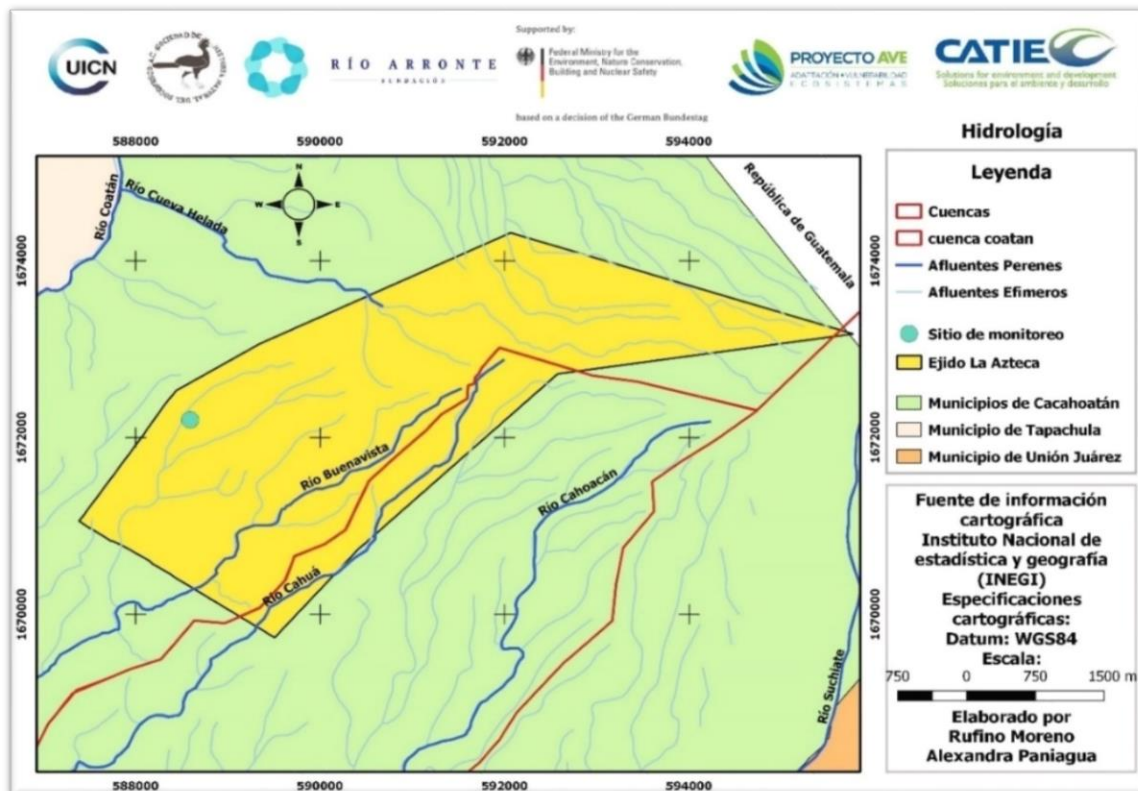 UICN
RÍO ARRONTE
FUNDACIÓN
Supported by:
Federal Ministry for the
Environment, Nature Conservation,
Building and Nuclear Safety
based on a decision of the German Bundestag
PROYECTO AVE
ADAPTACIÓN • VULNERABILIDAD
ECOSISTEMAS
CATIE
Solutions for environment and development
Soluciones para el ambiente y desarrollo
588000 590000 592000 594000
1674000
1672000
1670000
Río Coatán
Río Cueva Helada
República de Guatemala
N
W E
S
Río Buenavista
Río Cahoacán
Río Cahuá
Río Suchiate
1674000
1672000
1670000
588000 590000 592000 594000
Hidrología
Leyenda
Cuencas
cuenca coatan
Afluentes Perenes
Afluentes Efimeros
Sitio de monitoreo
Ejido La Azteca
Municipios de Cacahoatán
Municipio de Tapachula
Municipio de Unión Juárez
Fuente de información
cartográfica
Instituto Nacional de
estadística y geografía
(INEGI)
Especificaciones
cartográficas:
Datum: WGS84
Escala:
750 0 750 1500 m
Elaborado por
Rufino Moreno
Alexandra Paniagua